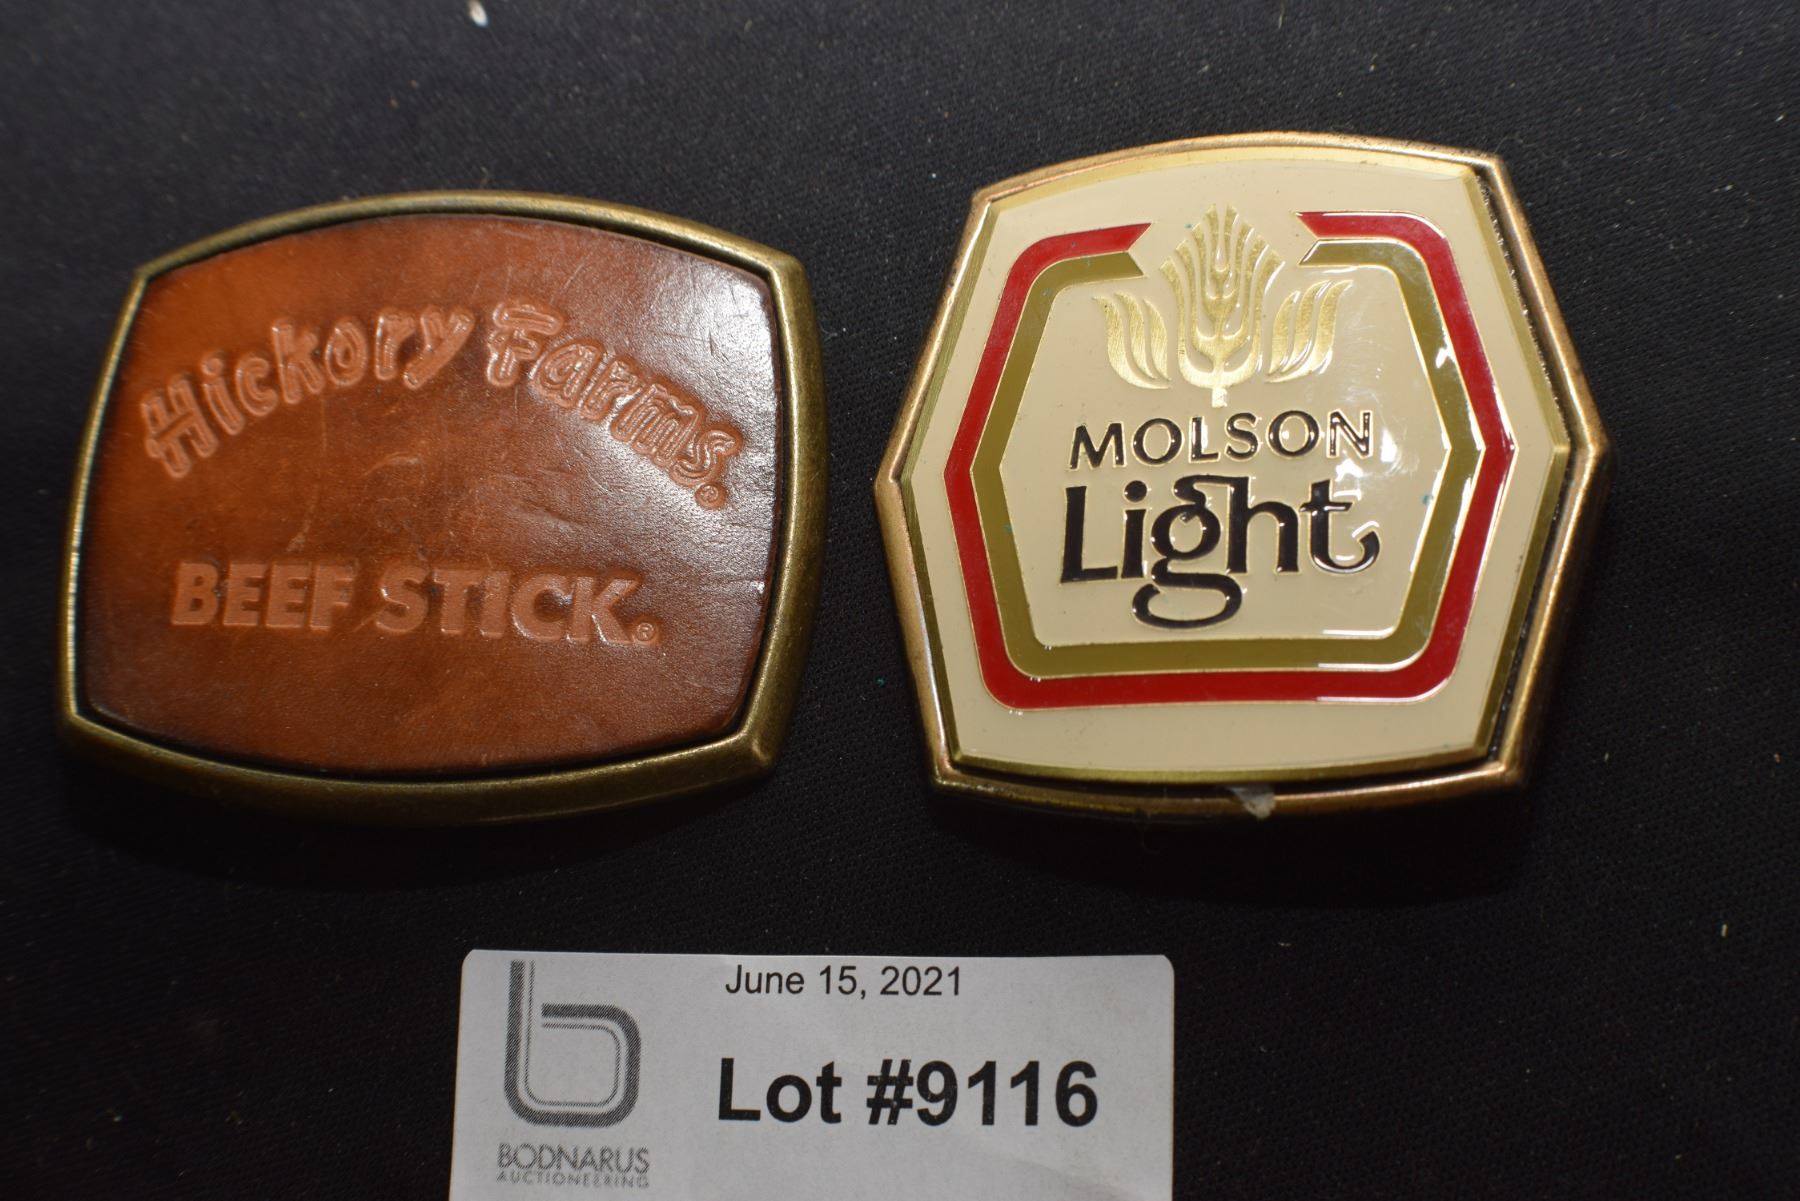 Hickory Farms.®
BEEF STICK.®
MOLSON
Light
June 15, 2021
Lot #9116
b
BODNARUS
AUCTIONEERING